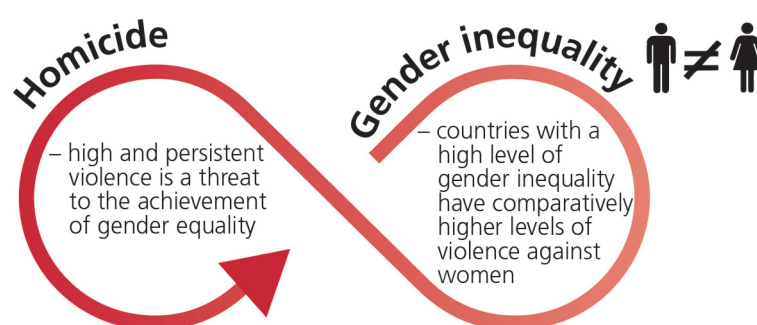 Homicide
– high and persistent
violence is a threat
to the achievement
of gender equality
Gender inequality
≠
– countries with a
high level of
gender inequality
have comparatively
higher levels of
violence against
women